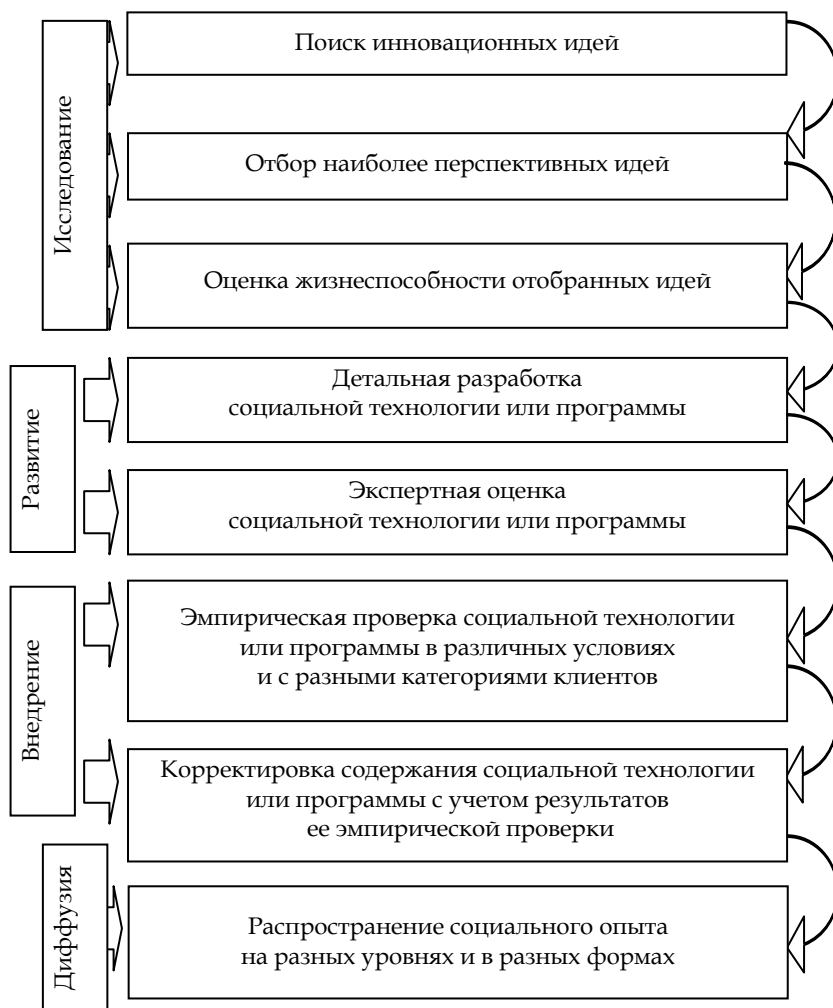 Исследование
Поиск инновационных идей
Отбор наиболее перспективных идей
Оценка жизнеспособности отобранных идей
Развитие
Детальная разработка
социальной технологии или программы
Экспертная оценка
социальной технологии или программы
Внедрение
Эмпирическая проверка социальной технологии
или программы в различных условиях
и с разными категориями клиентов
Корректировка содержания социальной технологии
или программы с учетом результатов
ее эмпирической проверки
Диффузия
Распространение социального опыта
на разных уровнях и в разных формах